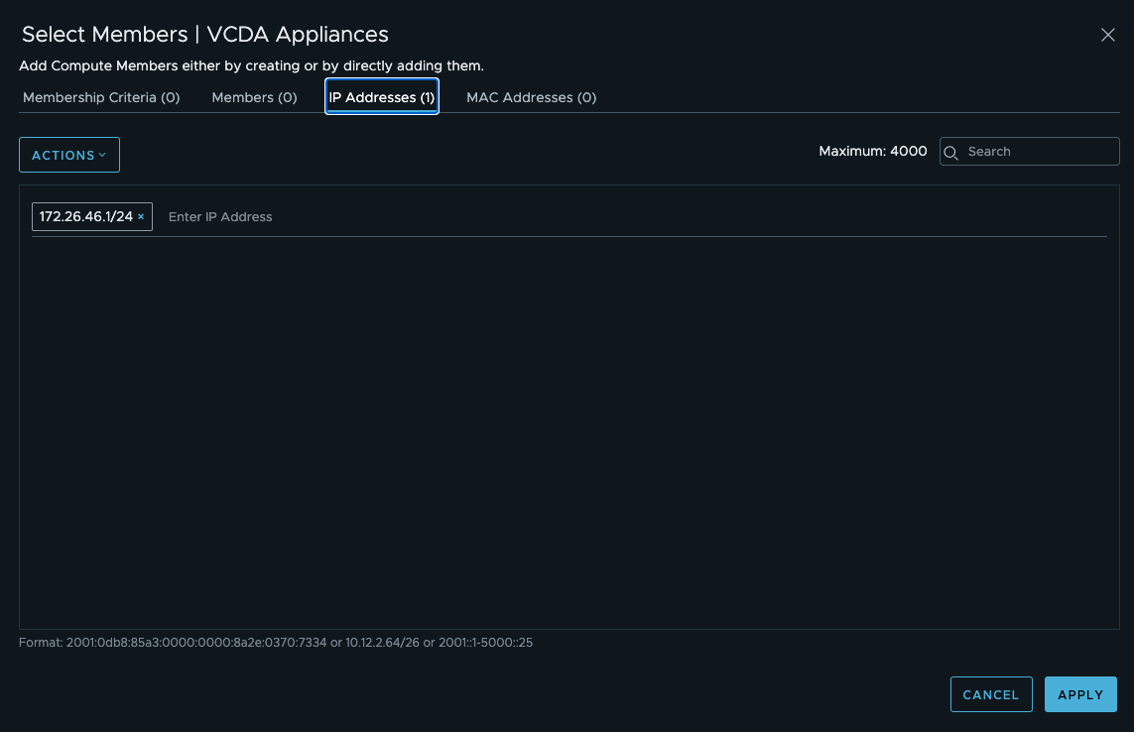 Select Members | VCDA Appliances
Add Compute Members either by creating or by directly adding them.
Membership Criteria (0) Members (0) IP Addresses (1) MAC Addresses (0)
ACTIONS Maximum: 4000 Search
172.26.46.1/24 × Enter IP Address
Format: 2001:0db8:85a3:0000:0000:8a2e:0370:7334 or 10.12.2.64/26 or 2001::1-5000::25
CANCEL APPLY